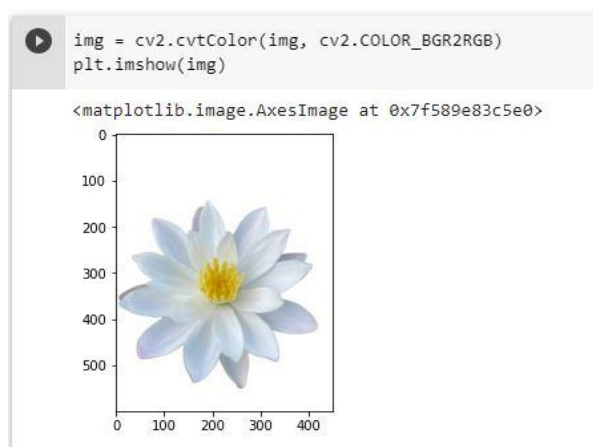 img = cv2.cvtColor(img, cv2.COLOR_BGR2RGB)
plt.imshow(img)
<matplotlib.image.AxesImage at 0x7f589e83c5e0>
0
100
200
300
400
500
0 100 200 300 400